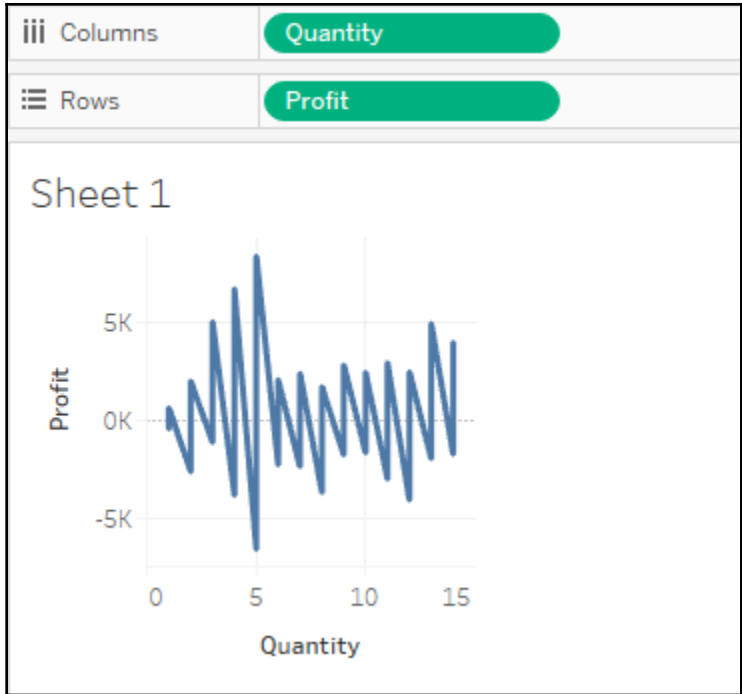 Columns Quantity
Rows Profit
Sheet 1
5K
0K
-5K
Profit
0 5 10 15
Quantity